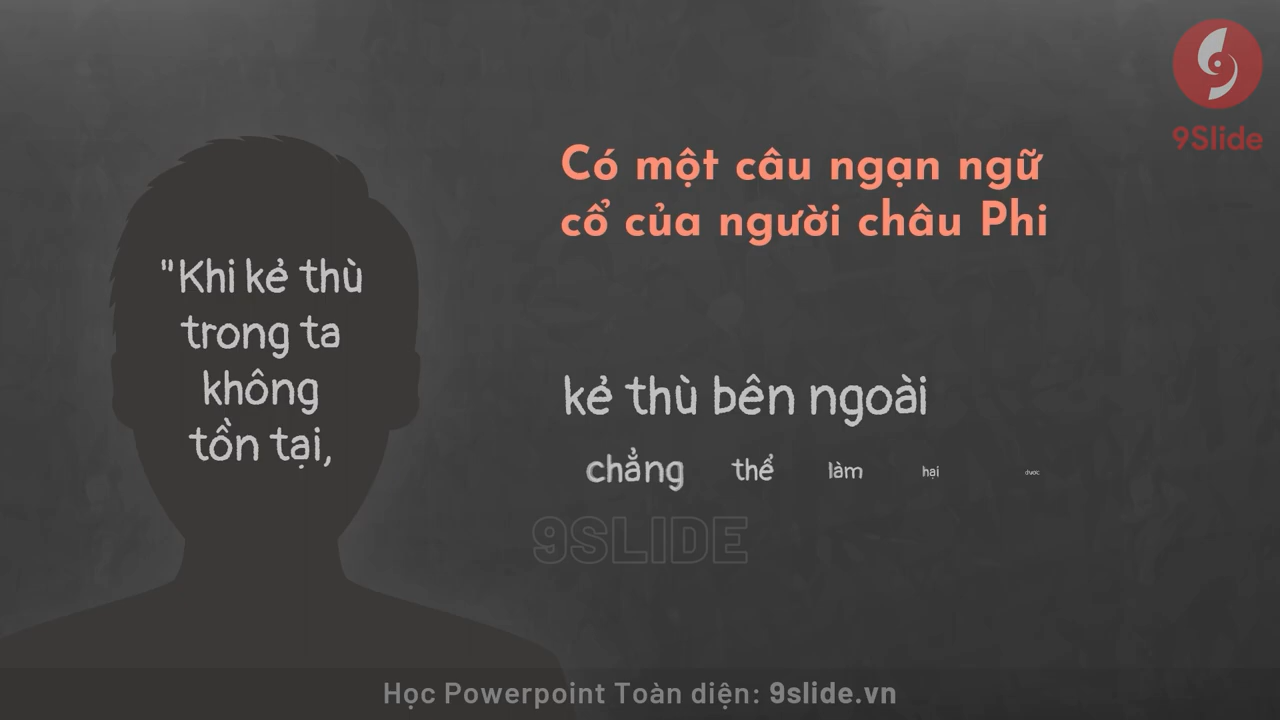 9Slide
Có một câu ngạn ngữ
cổ của người châu Phi
"Khi kẻ thù
trong ta
không
tồn tại,
kẻ thù bên ngoài
chẳng thể làm hại được
9SLIDE
Học Powerpoint Toàn diện: 9slide.vn